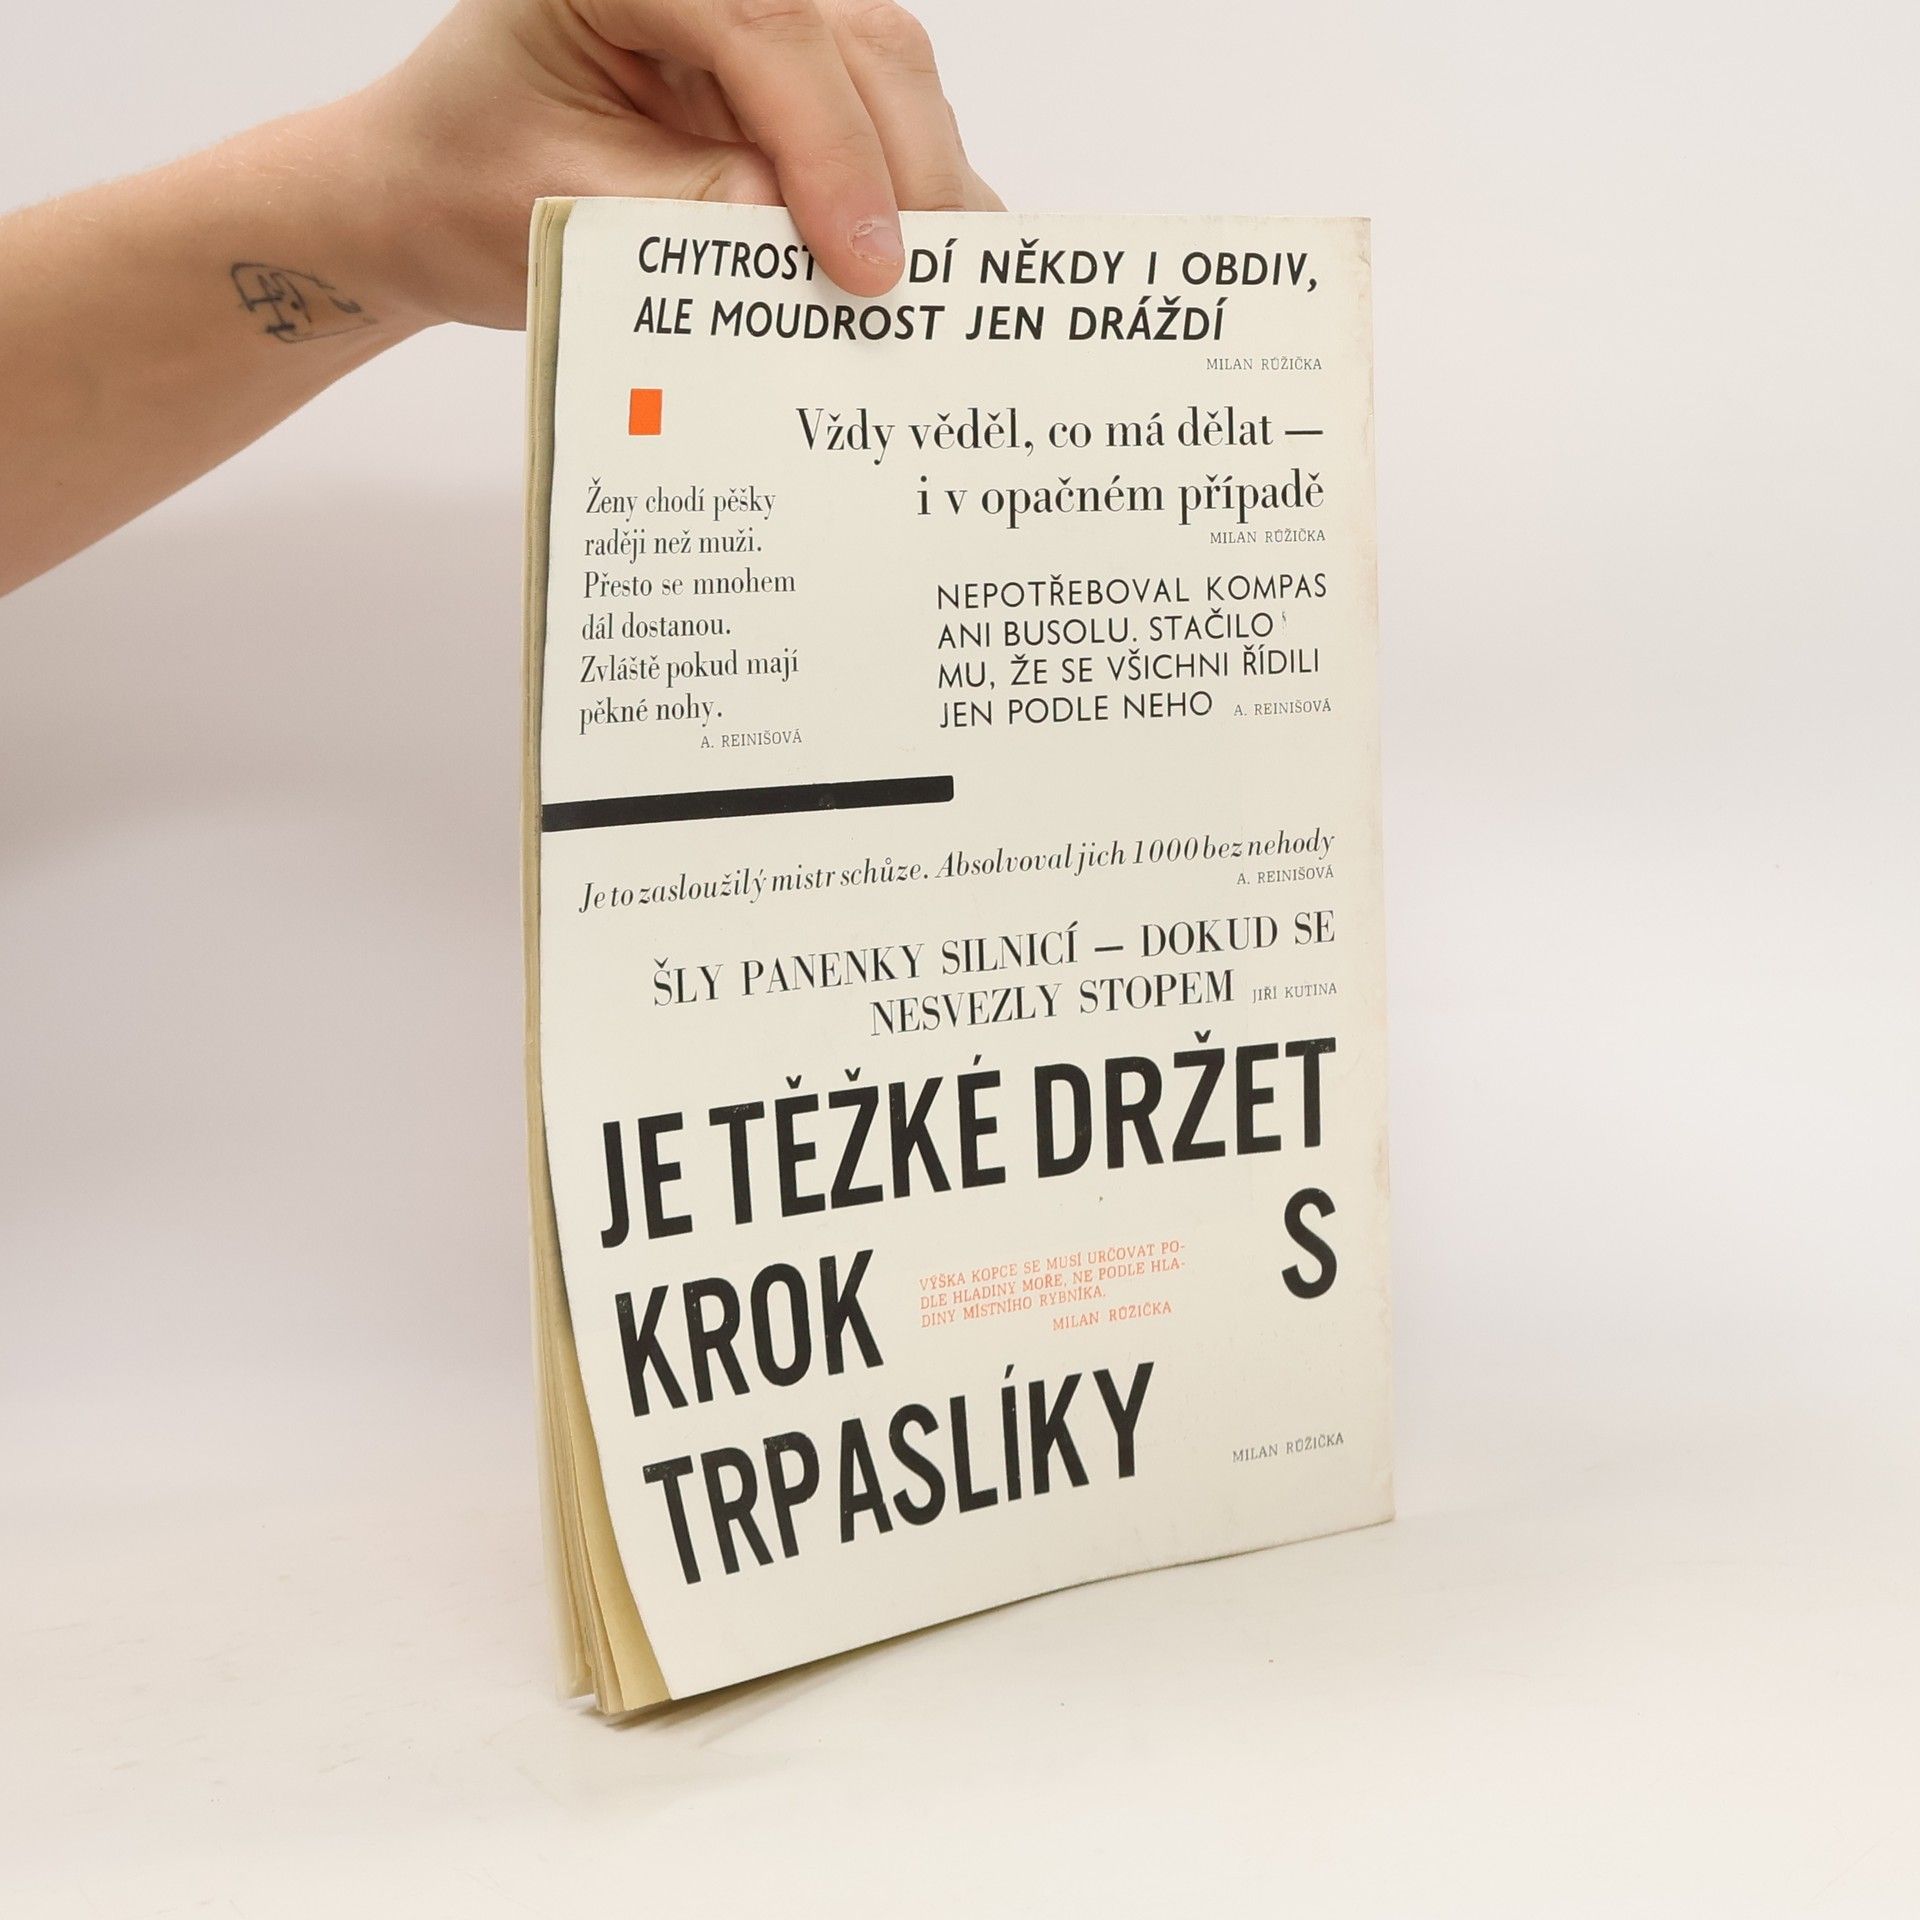 CHYTROST DÍ NĚKDY I OBDIV,
ALE MOUDROST JEN DRÁŽDÍ
MILAN RŮŽIČKA
Vždy věděl, co má dělat —
i v opačném případě
MILAN RŮŽIČKA
Ženy chodí pěšky
raději než muži.
Přesto se mnohem
dál dostanou.
Zvláště pokud mají
pěkné nohy.
A. REINIŠOVÁ
NEPOTŘEBOVAL KOMPAS
ANI BUSOLU. STAČILO
MU, ŽE SE VŠICHNI ŘÍDILI
JEN PODLE NEHO A. REINIŠOVÁ
Je to zasloužilý mistr schůze. Absolvoval jich 1000 bez nehody
A. REINIŠOVÁ
ŠLY PANENKY SILNICÍ — DOKUD SE
NESVEZLY STOPEM JIŘÍ KUTINA
JE TĚŽKÉ DRŽET
KROK S
VÝŠKA KOPCE SE MUSÍ URČOVAT PO-
DLE HLADINY MOŘE, NE PODLE HLA-
DINY MÍSTNÍHO RYBNÍKA.
MILAN RŮŽIČKA
TRPASLÍKY
MILAN RŮŽIČKA